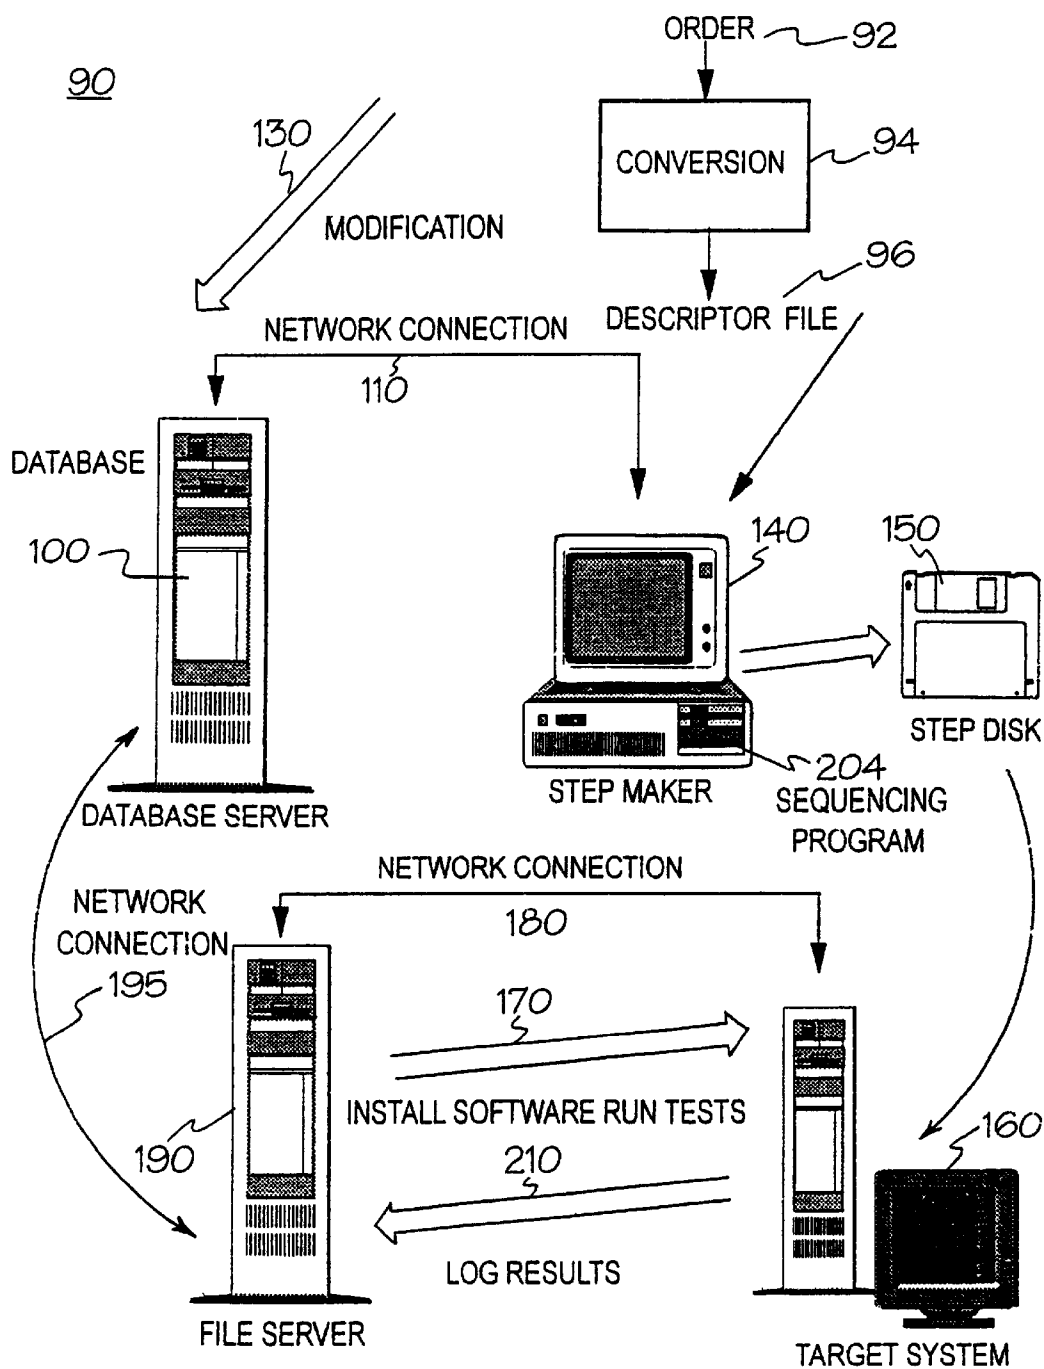 ORDER 92
90
130
CONVERSION
94
MODIFICATION
96
DESCRIPTOR FILE
NETWORK CONNECTION
110
DATABASE
100
140
150
STEP DISK
STEP MAKER
204
SEQUENCING
PROGRAM
DATABASE SERVER
NETWORK CONNECTION
180
NETWORK
CONNECTION
195
170
INSTALL SOFTWARE RUN TESTS
190
210
160
LOG RESULTS
FILE SERVER
TARGET SYSTEM